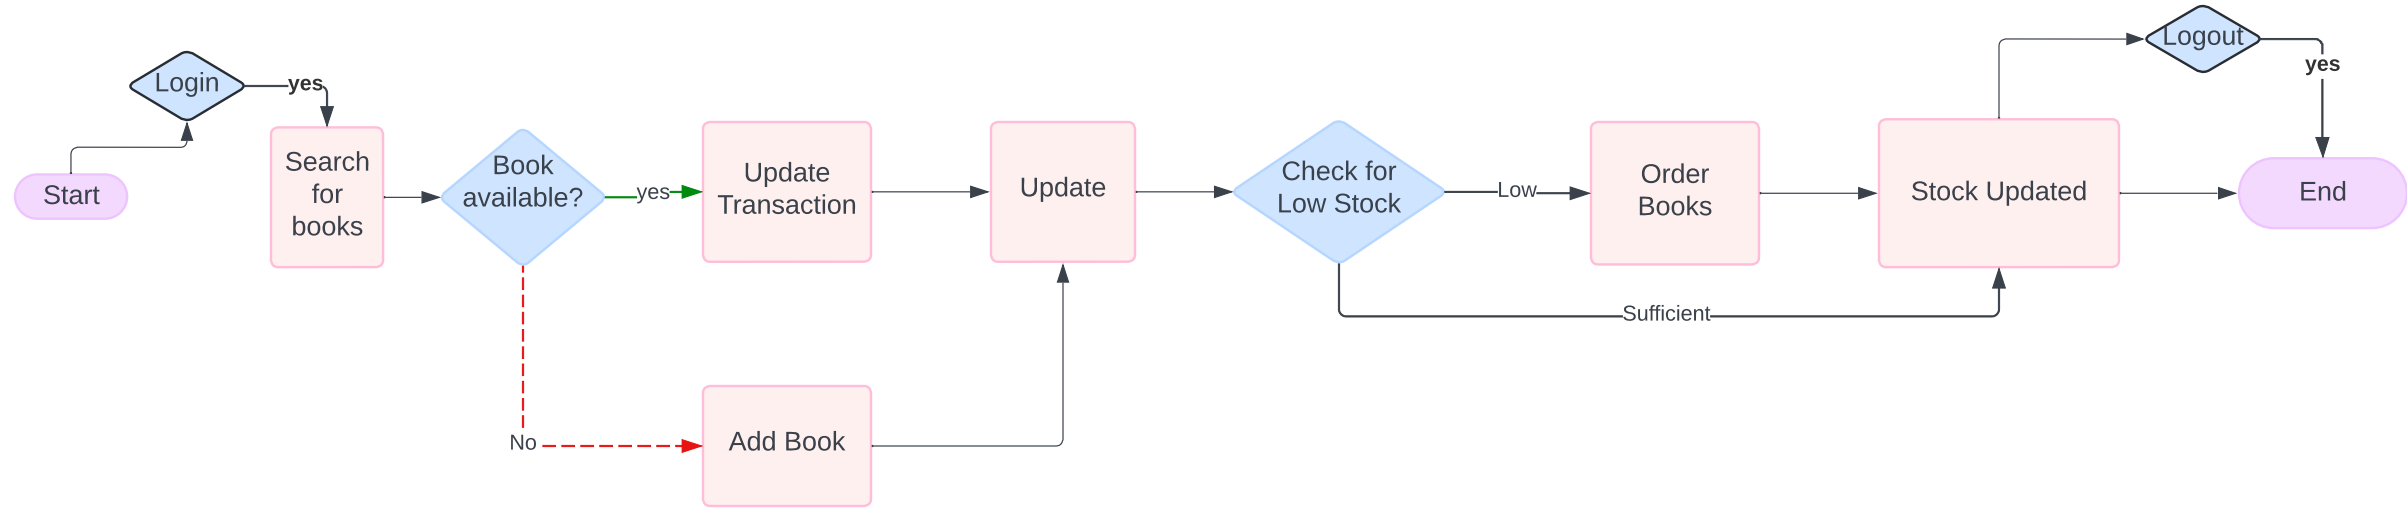 Start
Login
yes
Search
for
books
Book
available?
yes
No
Update
Transaction
Add Book
Update
Check for
Low Stock
Low
Sufficient
Order
Books
Stock Updated
Logout
yes
End